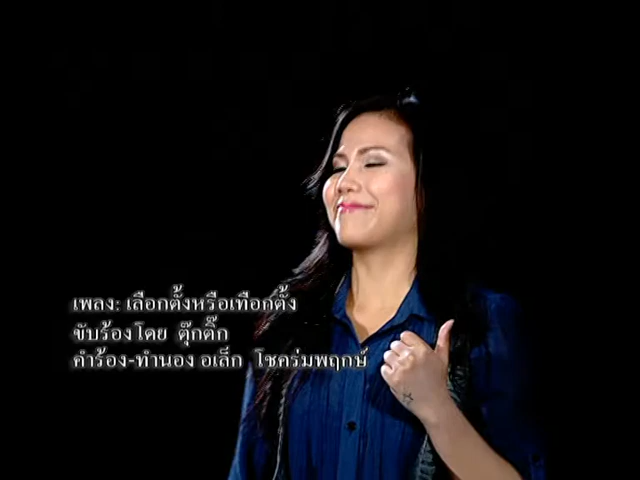 เพลง: เลือกตั้งหรือเทือกตั้ง
ขับร้องโดย ตุ๊กติ๊ก
คำร้อง-ทำนอง อเล็ก โชคร่มพฤกษ์